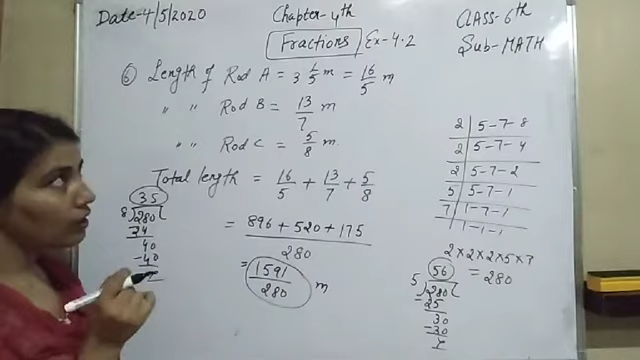 Date-4/5/2020 Chapter-4th CLASS-6th
Fractions Ex-4.2 Sub-MATH
⑥ Length of Rod A = 3 1/5 m = 16/5 m
" " Rod B = 13/7 m
" " Rod C = 5/8 m
Total length = 16/5 + 13/7 + 5/8
= 896 + 520 + 175 / 280
= 1591/280 m
35
8) 280 (
24
40
-40
2 | 5-7-8
2 | 5-7-4
2 | 5-7-2
5 | 5-7-1
7 | 1-7-1
1-1-1
2×2×2×5×7
= 280
56
5) 280 (
-25
30
-30